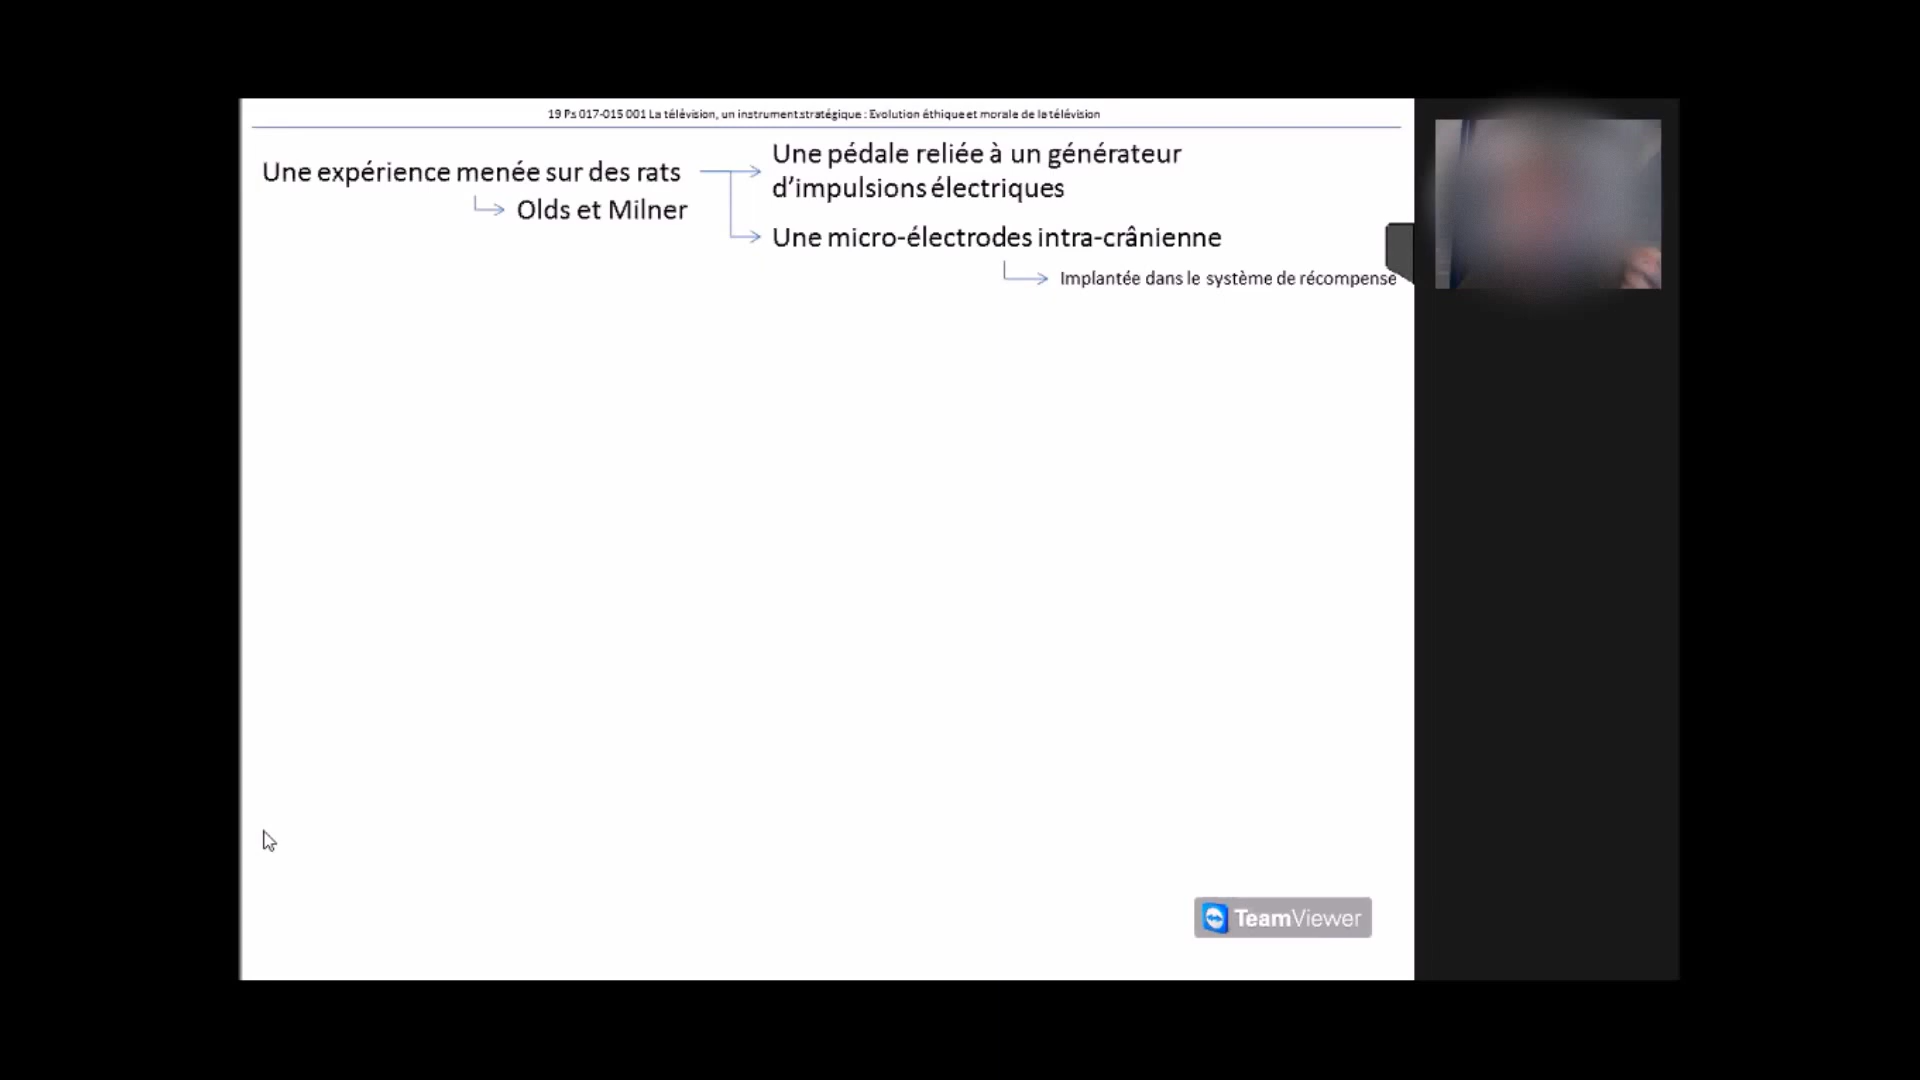 19 Ps 017-015 001 La télévision, un instrument stratégique : Evolution éthique et morale de la télévision
Une expérience menée sur des rats
Olds et Milner
Une pédale reliée à un générateur
d’impulsions électriques
Une micro-électrodes intra-crânienne
Implantée dans le système de récompense
TeamViewer